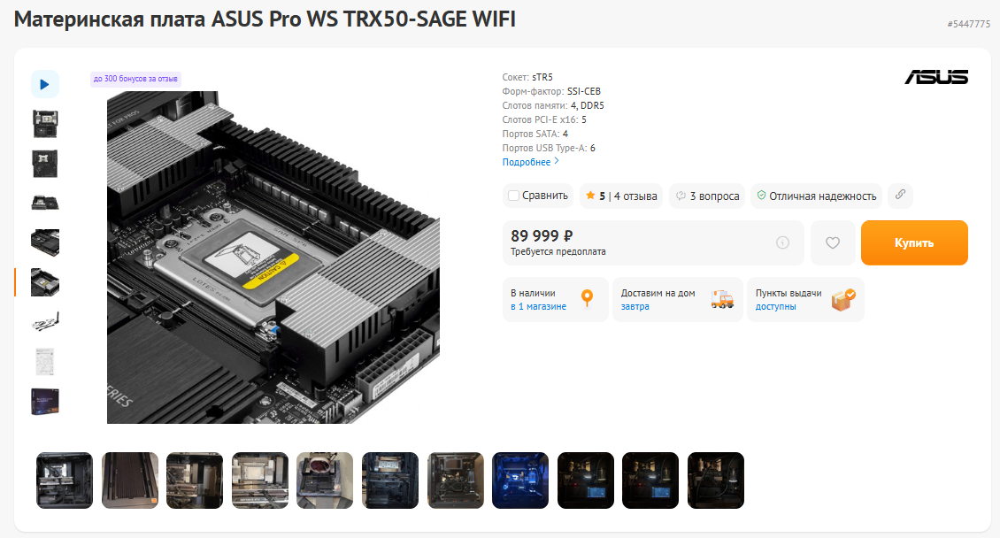 Материнская плата ASUS Pro WS TRX50-SAGE WIFI
#5447775
до 300 бонусов за отзыв
Сокет: sTR5
Форм-фактор: SSI-CEB
Слотов памяти: 4, DDR5
Слотов PCI-E x16: 5
Портов SATA: 4
Портов USB Type-A: 6
Подробнее
ASUS
Сравнить
5 | 4 отзыва
3 вопроса
Отличная надежность
89 999 ₽
Требуется предоплата
Купить
В наличии
в 1 магазине
Доставим на дом
завтра
Пункты выдачи
доступны
CAUTION
LOTES
ERIES